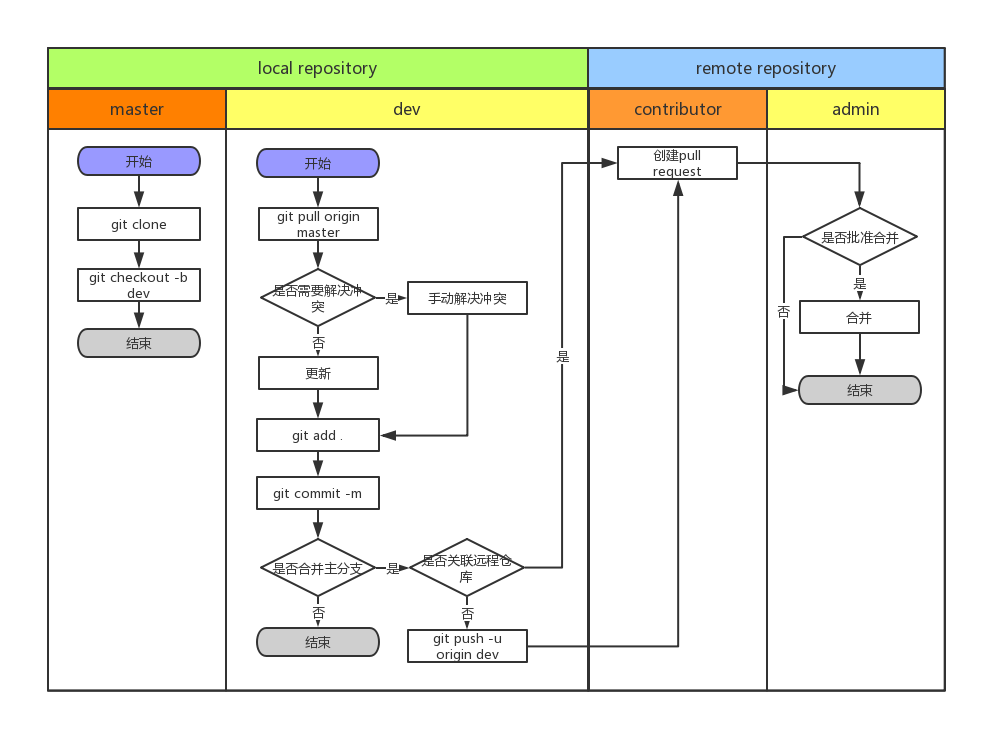 local repository
remote repository
master
dev
contributor
admin
开始
git clone
git checkout -b
dev
结束
开始
git pull origin
master
是否需要解决冲
突
是
手动解决冲突
否
更新
git add .
git commit -m
是否合并主分支
是
是否关联远程仓
库
是
否
结束
否
git push -u
origin dev
创建pull
request
是否批准合并
是
否
合并
结束